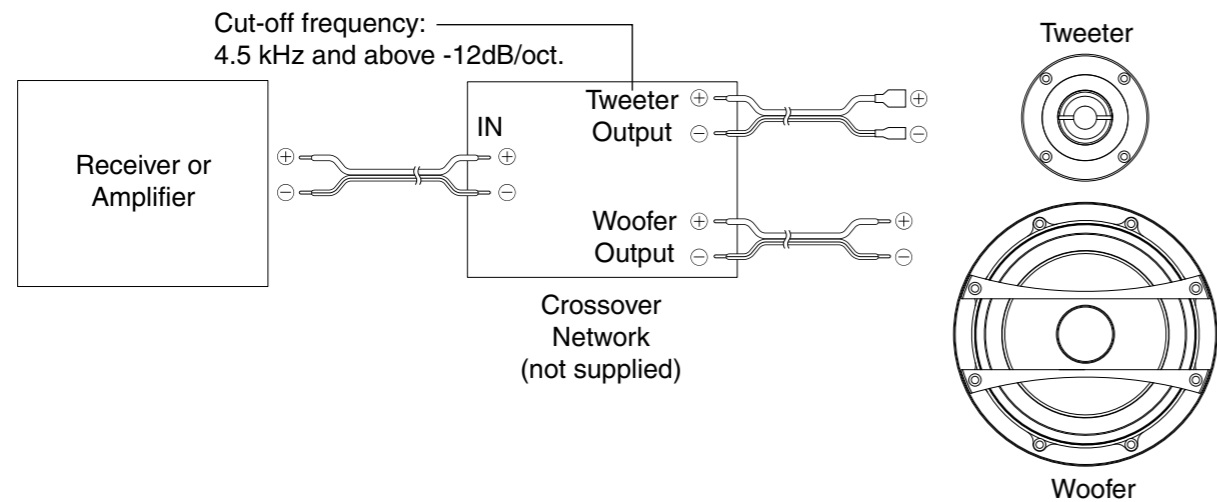 Cut-off frequency:
4.5 kHz and above -12dB/oct.
Receiver or
Amplifier
⊕
⊖
IN
⊕
⊖
Tweeter ⊕
Output ⊖
⊕
⊖
Woofer ⊕
Output ⊖
⊕
⊖
Crossover
Network
(not supplied)
Tweeter
Woofer